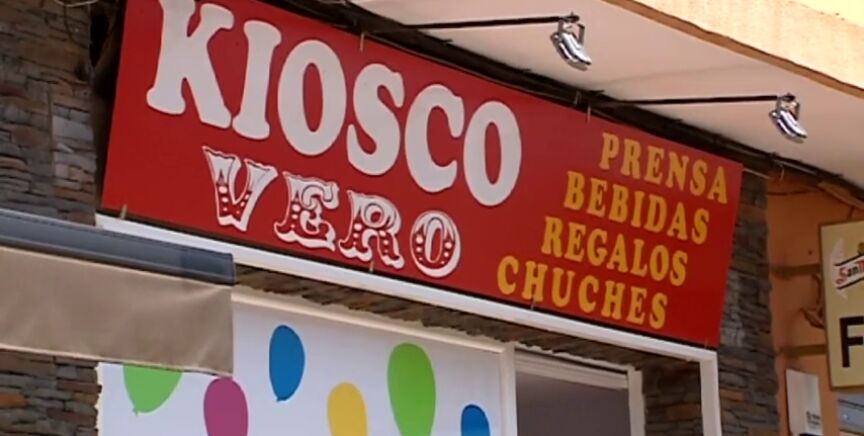 KIOSCO
VERO
PRENSA
BEBIDAS
REGALOS
CHUCHES